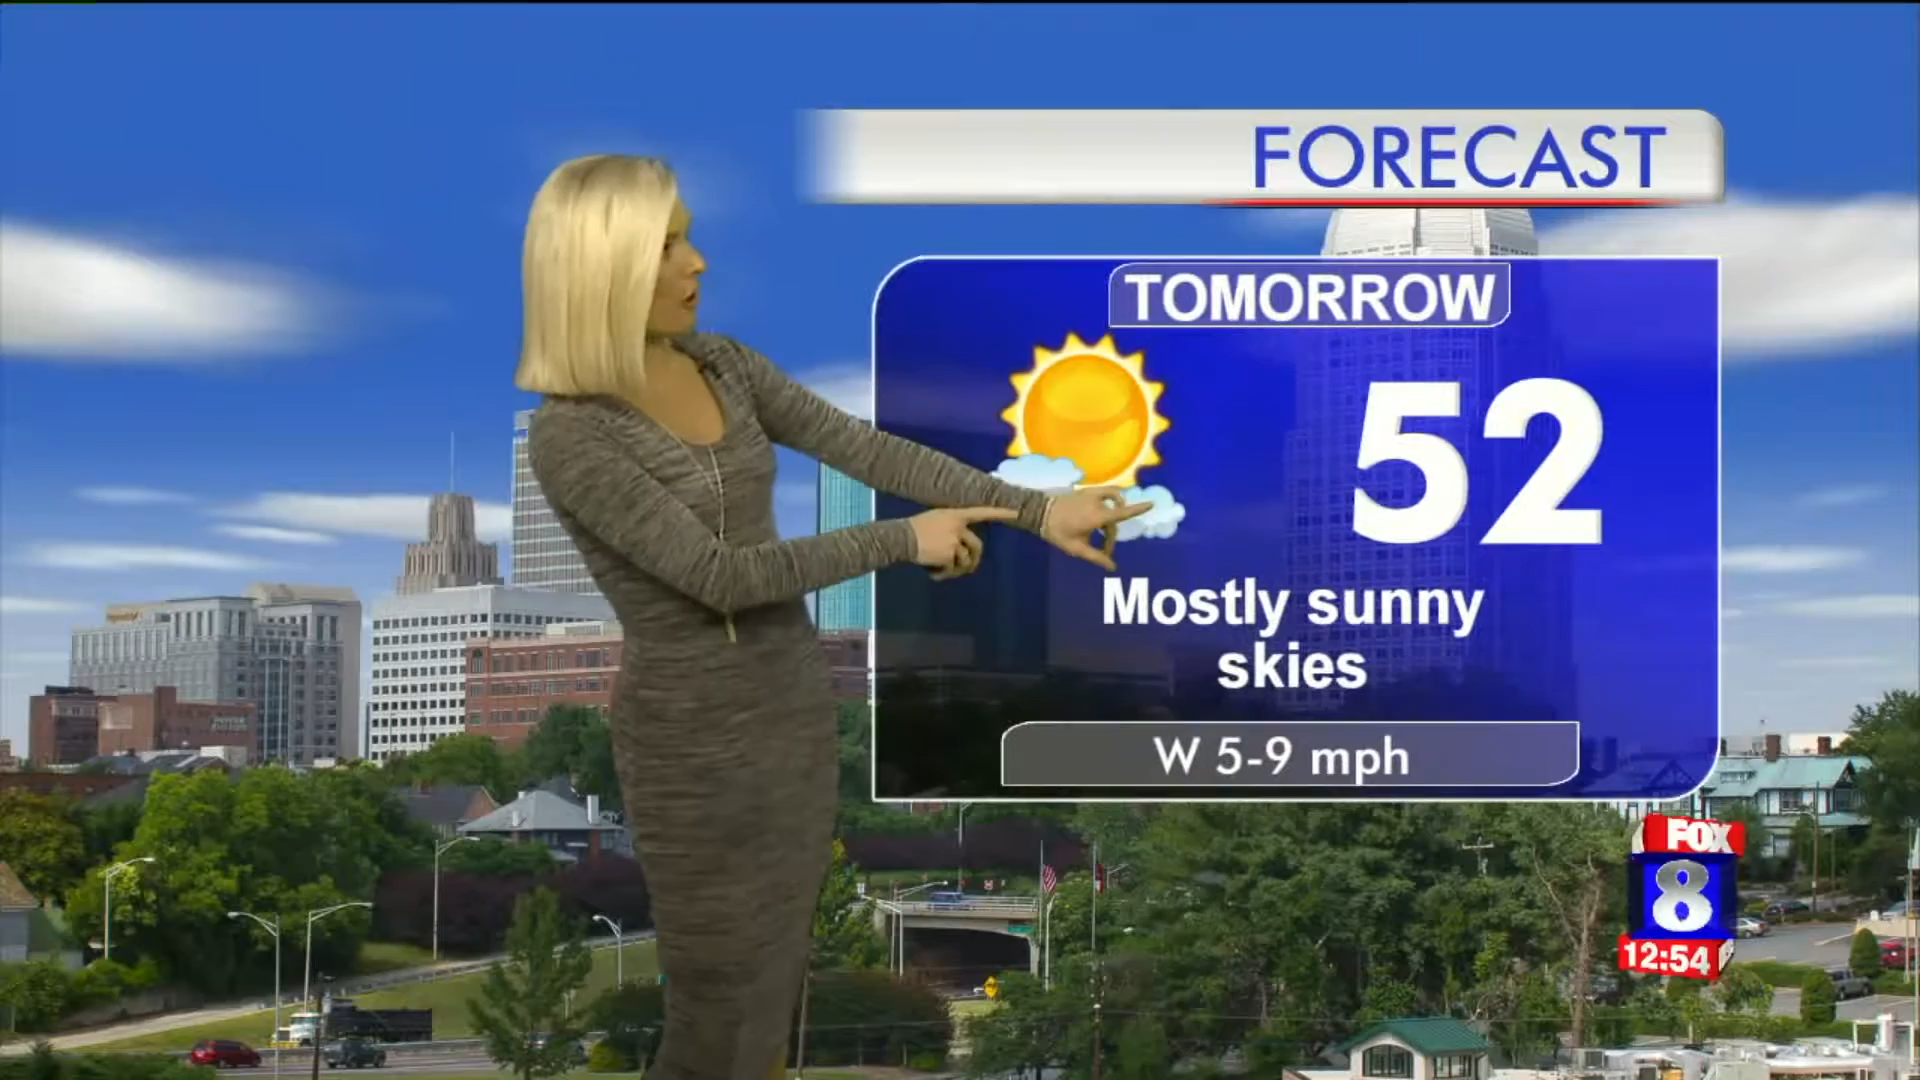 FORECAST
TOMORROW
52
Mostly sunny
skies
W 5-9 mph
FOX
8
12:54